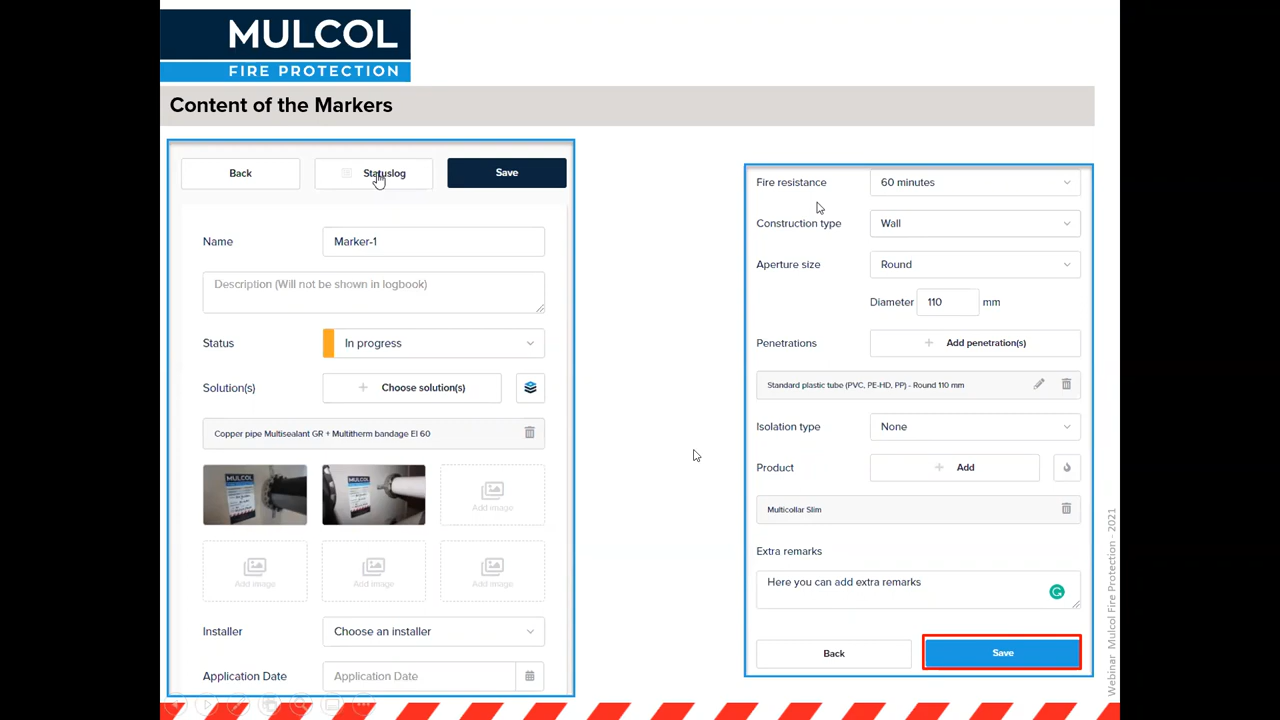 MULCOL
FIRE PROTECTION
Content of the Markers
Back
Statuslog
Save
Name
Marker-1
Description (Will not be shown in logbook)
Status
In progress
Solution(s)
+ Choose solution(s)
Copper pipe Multisealant GR + Multitherm bandage EI 60
MULCOL
MULCOL
Add image
Add image
Add image
Add image
Installer
Choose an installer
Application Date
Application Date
Fire resistance
60 minutes
Construction type
Wall
Aperture size
Round
Diameter
110
mm
Penetrations
+ Add penetration(s)
Standard plastic tube (PVC, PE-HD, PP) - Round 110 mm
Isolation type
None
Product
+ Add
Multicollar Slim
Extra remarks
Here you can add extra remarks
Back
Save
Webinar Mulcol Fire Protection - 2021